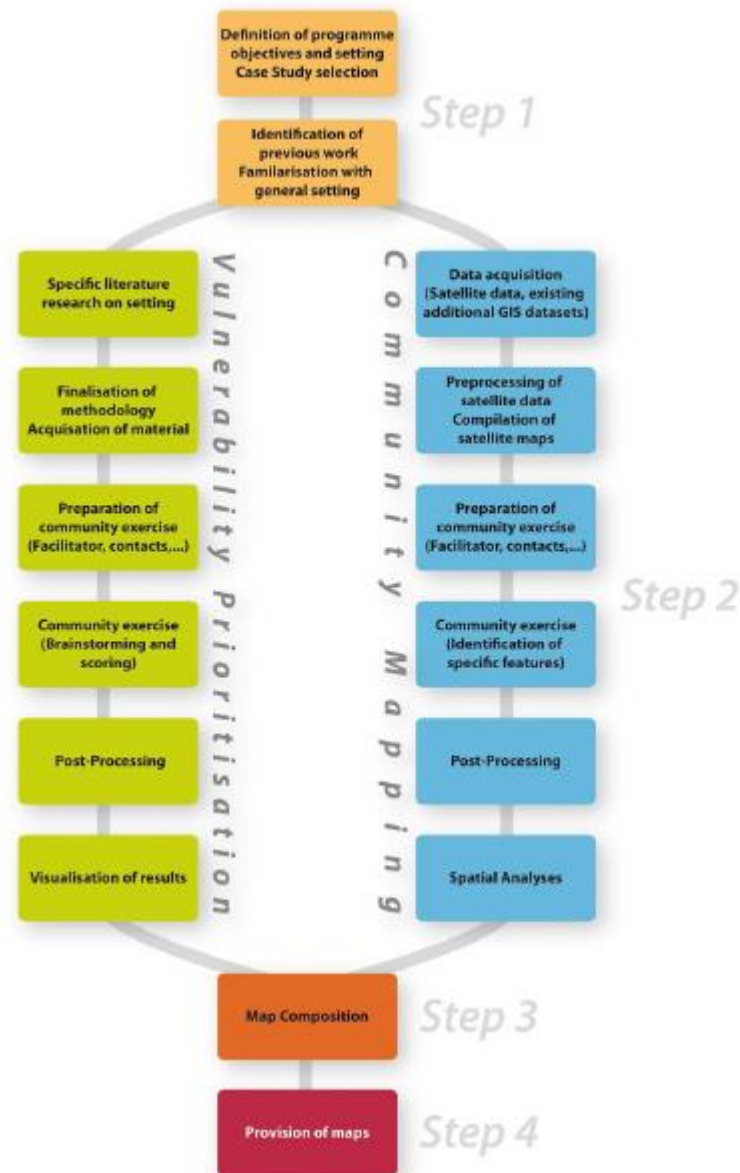 Definition of programme
objectives and setting
Case Study selection
Step 1
Identification of
previous work
Familarisation with
general setting
Vulnerability Prioritisation
Specific literature
research on setting
Finalisation of
methodology
Acquisation of material
Preparation of
community exercise
(Facilitator, contacts,...)
Community exercise
(Brainstorming and
scoring)
Post-Processing
Visualisation of results
Community Mapping
Data acquisition
(Satellite data, existing
additional GIS datasets)
Preprocessing of
satellite data
Compilation of
satellite maps
Preparation of
community exercise
(Facilitator, contacts,...)
Community exercise
(Identification of
specific features)
Post-Processing
Spatial Analyses
Step 2
Map Composition
Step 3
Provision of maps
Step 4